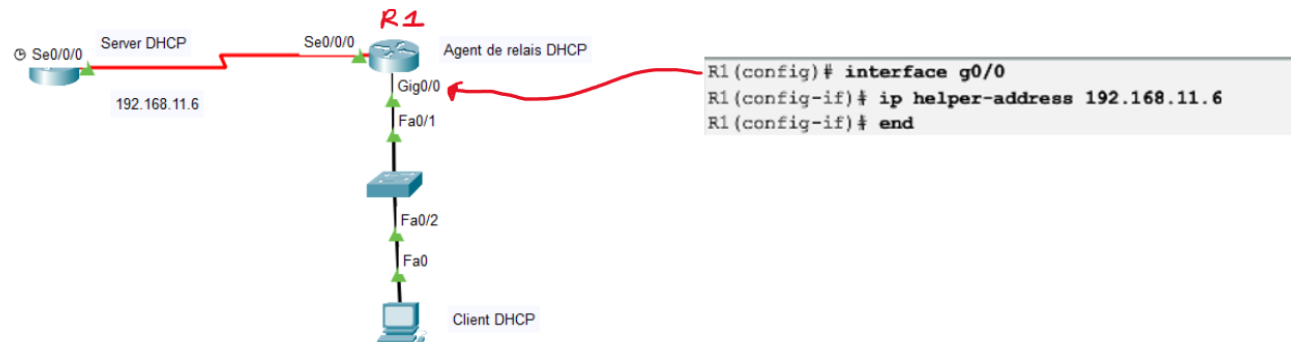 R1
Se0/0/0
Server DHCP
Se0/0/0
Agent de relais DHCP
192.168.11.6
Gig0/0
Fa0/1
Fa0/2
Fa0
Client DHCP
R1(config)# interface g0/0
R1(config-if)# ip helper-address 192.168.11.6
R1(config-if)# end